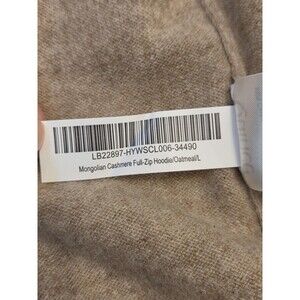 LB22897-HYWSCL006-34490
Mongolian Cashmere Full-Zip Hoodie/Oatmeal/L